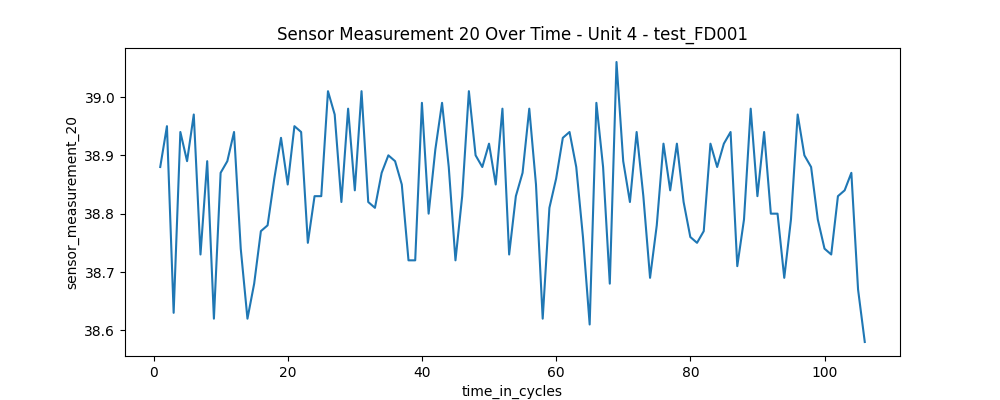 Sensor Measurement 20 Over Time - Unit 4 - test_FD001
sensor_measurement_20
39.0
38.9
38.8
38.7
38.6
0 20 40 60 80 100
time_in_cycles